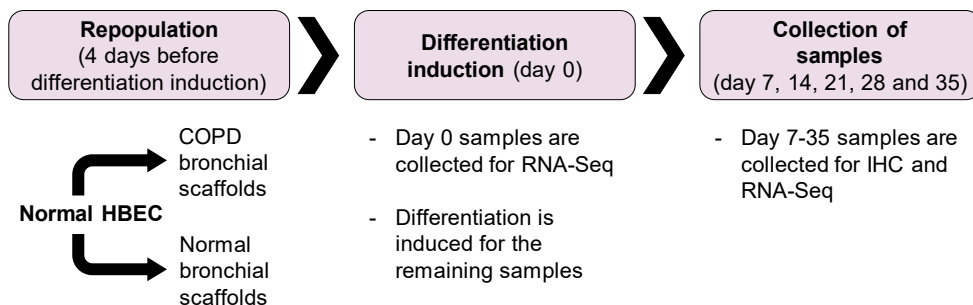 Repopulation
(4 days before
differentiation induction)
Differentiation
induction (day 0)
Collection of
samples
(day 7, 14, 21, 28 and 35)
COPD
bronchial
scaffolds
Normal HBEC
Normal
bronchial
scaffolds
- Day 0 samples are
collected for RNA-Seq
- Differentiation is
induced for the
remaining samples
- Day 7-35 samples are
collected for IHC and
RNA-Seq